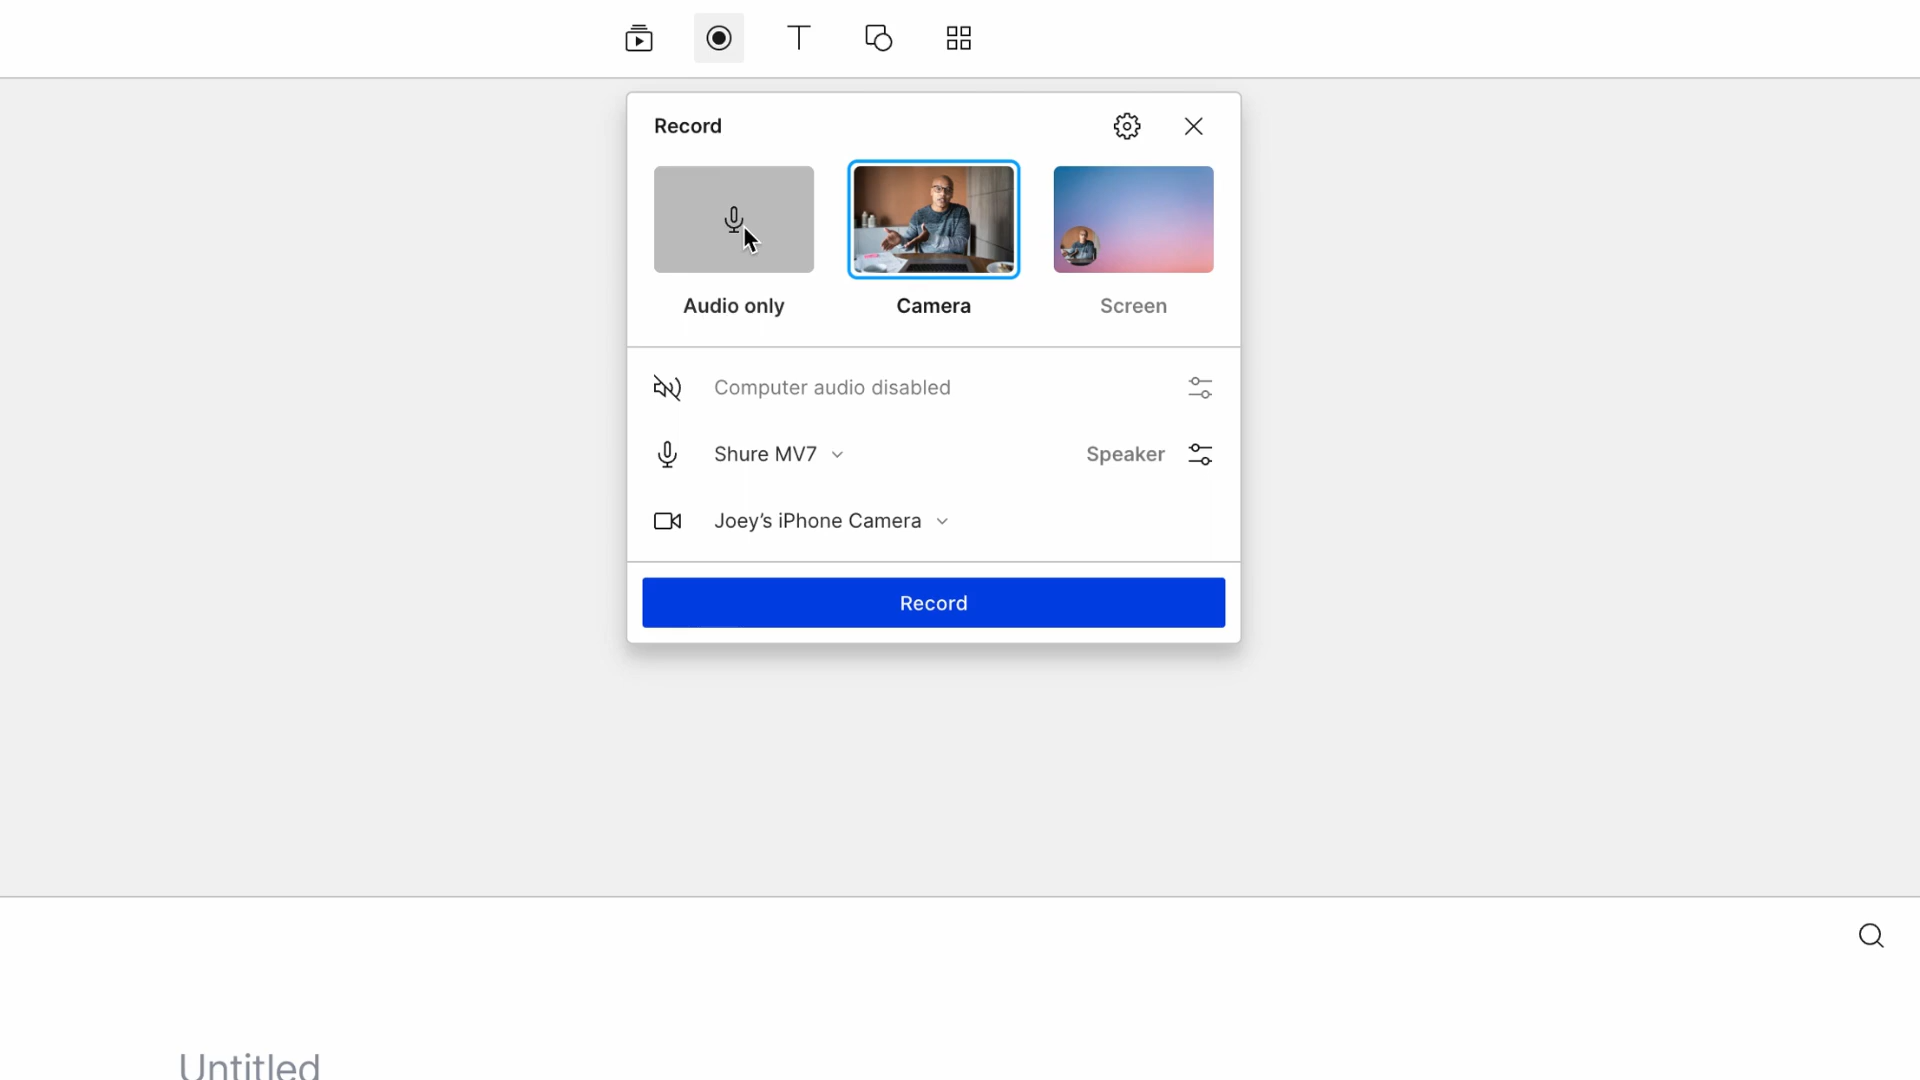 Record
Audio only
Camera
Screen
Computer audio disabled
Shure MV7
Speaker
Joey’s iPhone Camera
Record
Untitled